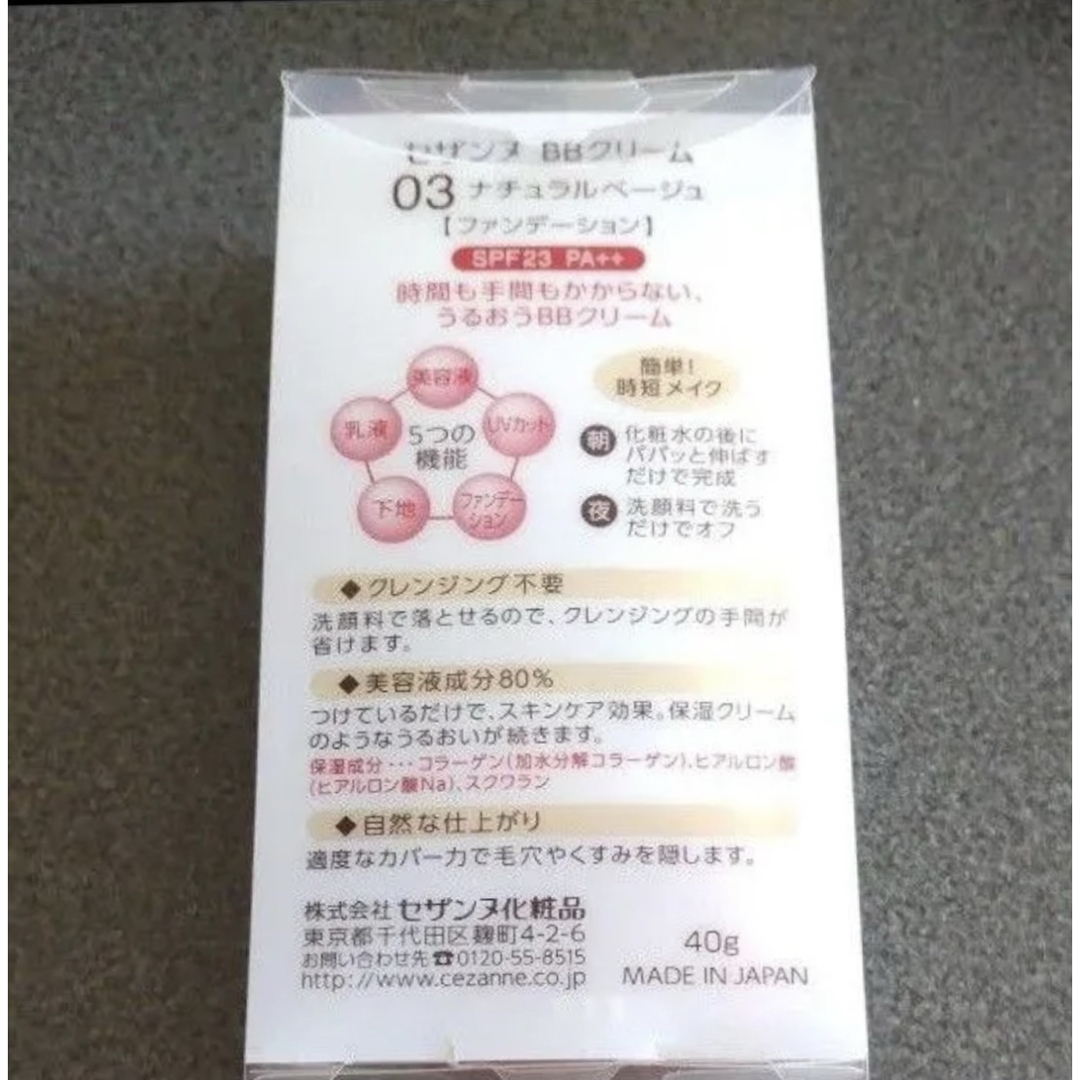 セザンヌ BBクリーム
03 ナチュラルベージュ
【ファンデーション】
SPF23 PA++
時間も手間もかからない、
うるおうBBクリーム
美容液
乳液
UVカット
5つの
機能
下地
ファンデー
ション
簡単!
時短メイク
朝 化粧水の後に
パパッと伸ばす
だけで完成
夜 洗顔料で洗う
だけでオフ
◆クレンジング不要
洗顔料で落とせるので、クレンジングの手間が
省けます。
◆美容液成分80%
つけているだけで、スキンケア効果。保湿クリーム
のようなうるおいが続きます。
保湿成分・・・コラーゲン(加水分解コラーゲン)、ヒアルロン酸
(ヒアルロン酸Na)、スクワラン
◆自然な仕上がり
適度なカバー力で毛穴やくすみを隠します。
株式会社 セザンヌ化粧品
東京都千代田区麹町4-2-6
お問い合わせ先☎0120-55-8515
http://www.cezanne.co.jp
40g
MADE IN JAPAN